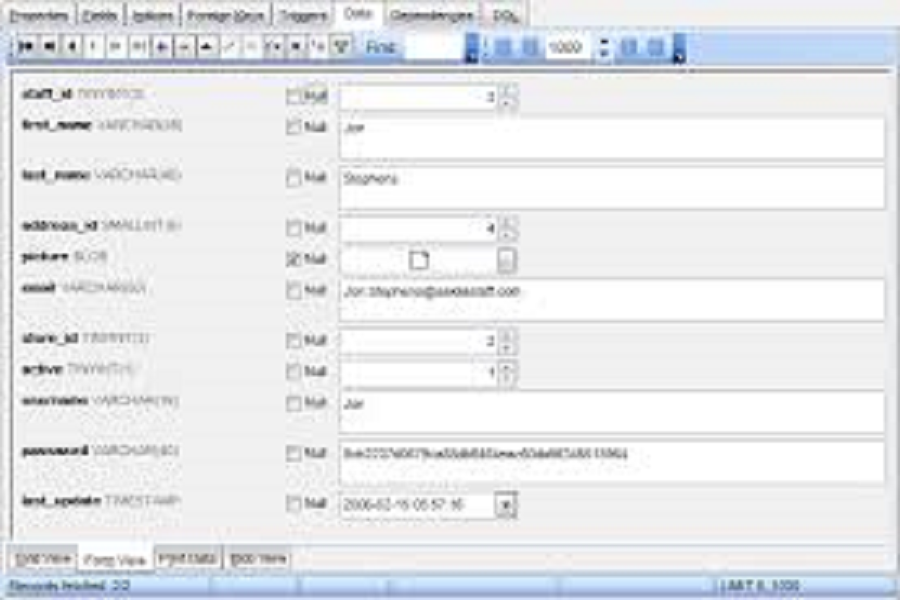 Properties Fields Indices Foreign Keys Triggers Data Dependencies DDL
Find: 1000
staff_id TINYINT(3) Null 2
first_name VARCHAR(45) Null Jon
last_name VARCHAR(45) Null Stephens
address_id SMALLINT(5) Null 4
picture BLOB Null
email VARCHAR(50) Null Jon.Stephens@sakilastaff.com
store_id TINYINT(3) Null 2
active TINYINT(1) Null 1
username VARCHAR(16) Null Jon
password VARCHAR(40) Null
last_update TIMESTAMP Null 2006-02-15 05:57:16
Grid View Form View Print Data Blob View
Records fetched: 2/2 LIMIT 0, 1000